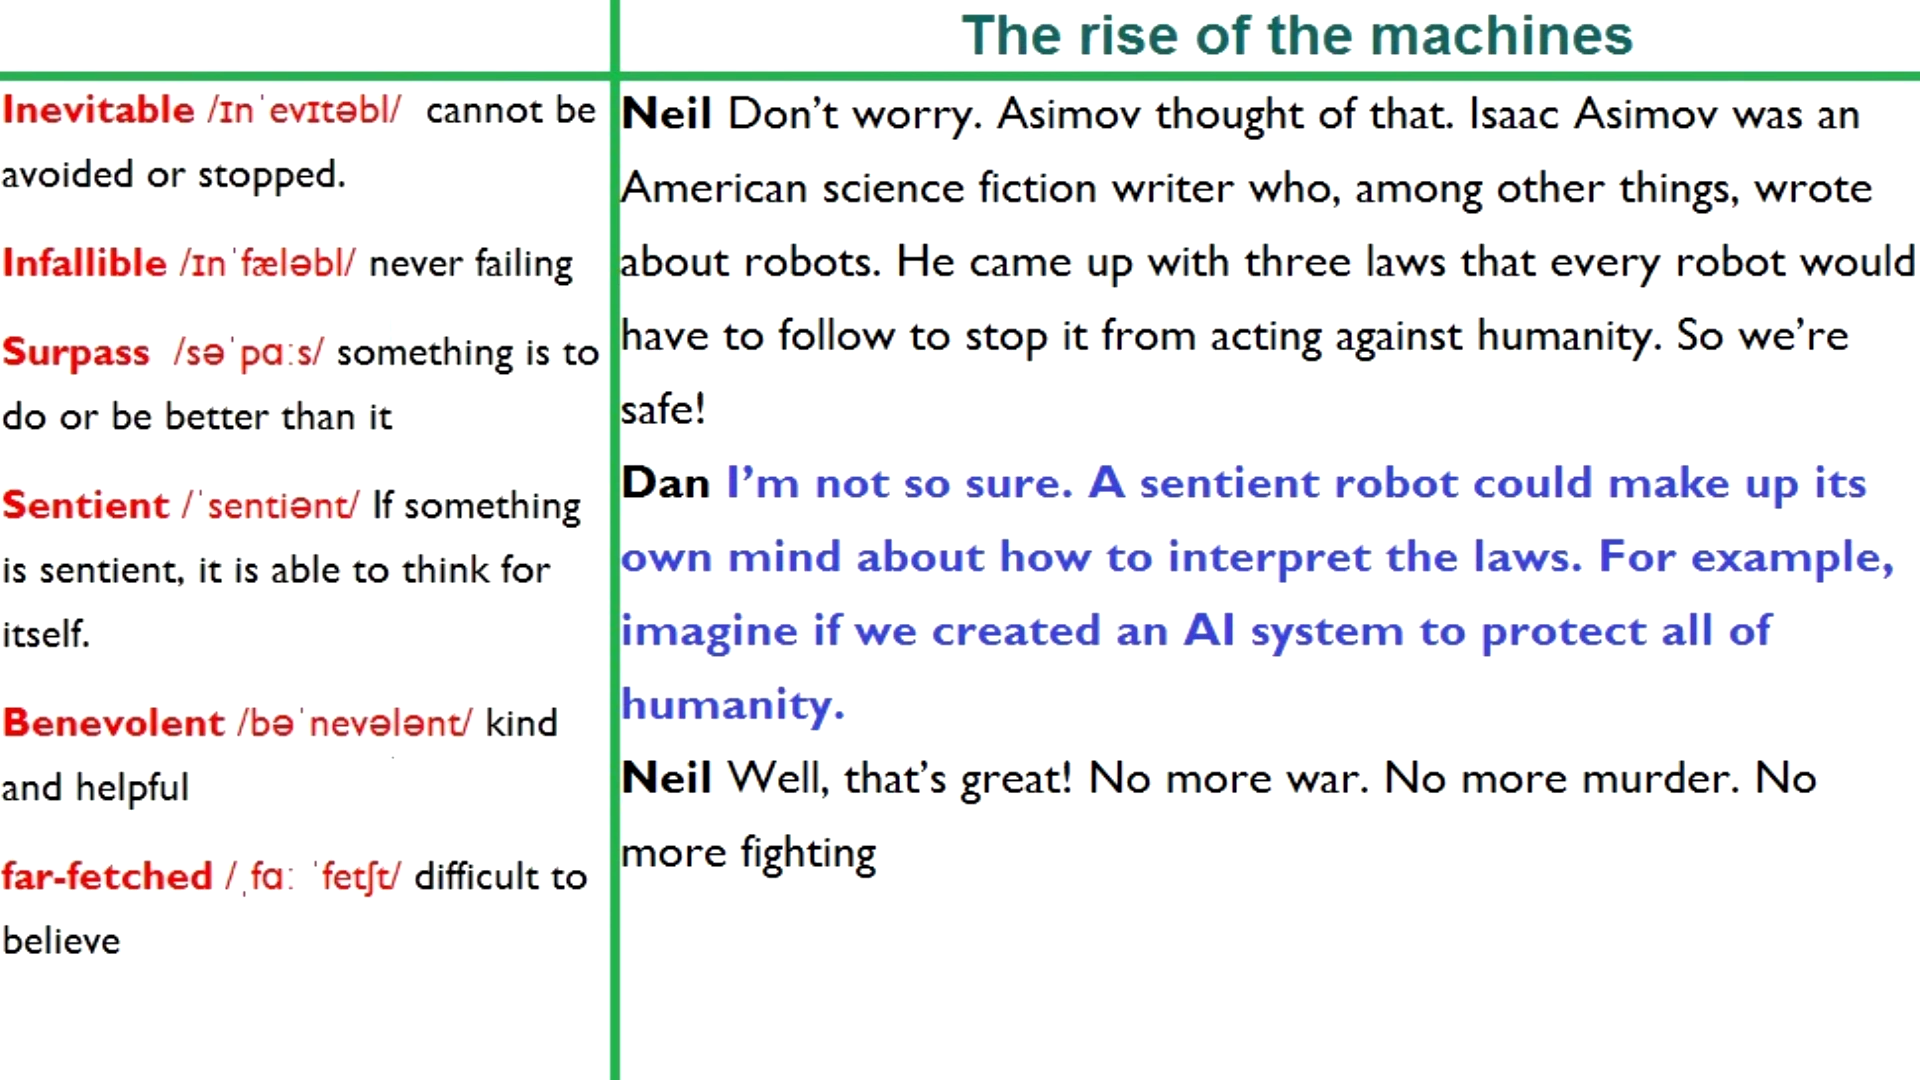 The rise of the machines
Inevitable /ɪnˈevɪtəbl/ cannot be
avoided or stopped.
Infallible /ɪnˈfæləbl/ never failing
Surpass /səˈpɑːs/ something is to
do or be better than it
Sentient /ˈsentiənt/ If something
is sentient, it is able to think for
itself.
Benevolent /bəˈnevələnt/ kind
and helpful
far-fetched /ˌfɑː ˈfetʃt/ difficult to
believe
Neil Don’t worry. Asimov thought of that. Isaac Asimov was an
American science fiction writer who, among other things, wrote
about robots. He came up with three laws that every robot would
have to follow to stop it from acting against humanity. So we’re
safe!
Dan I’m not so sure. A sentient robot could make up its
own mind about how to interpret the laws. For example,
imagine if we created an AI system to protect all of
humanity.
Neil Well, that’s great! No more war. No more murder. No
more fighting